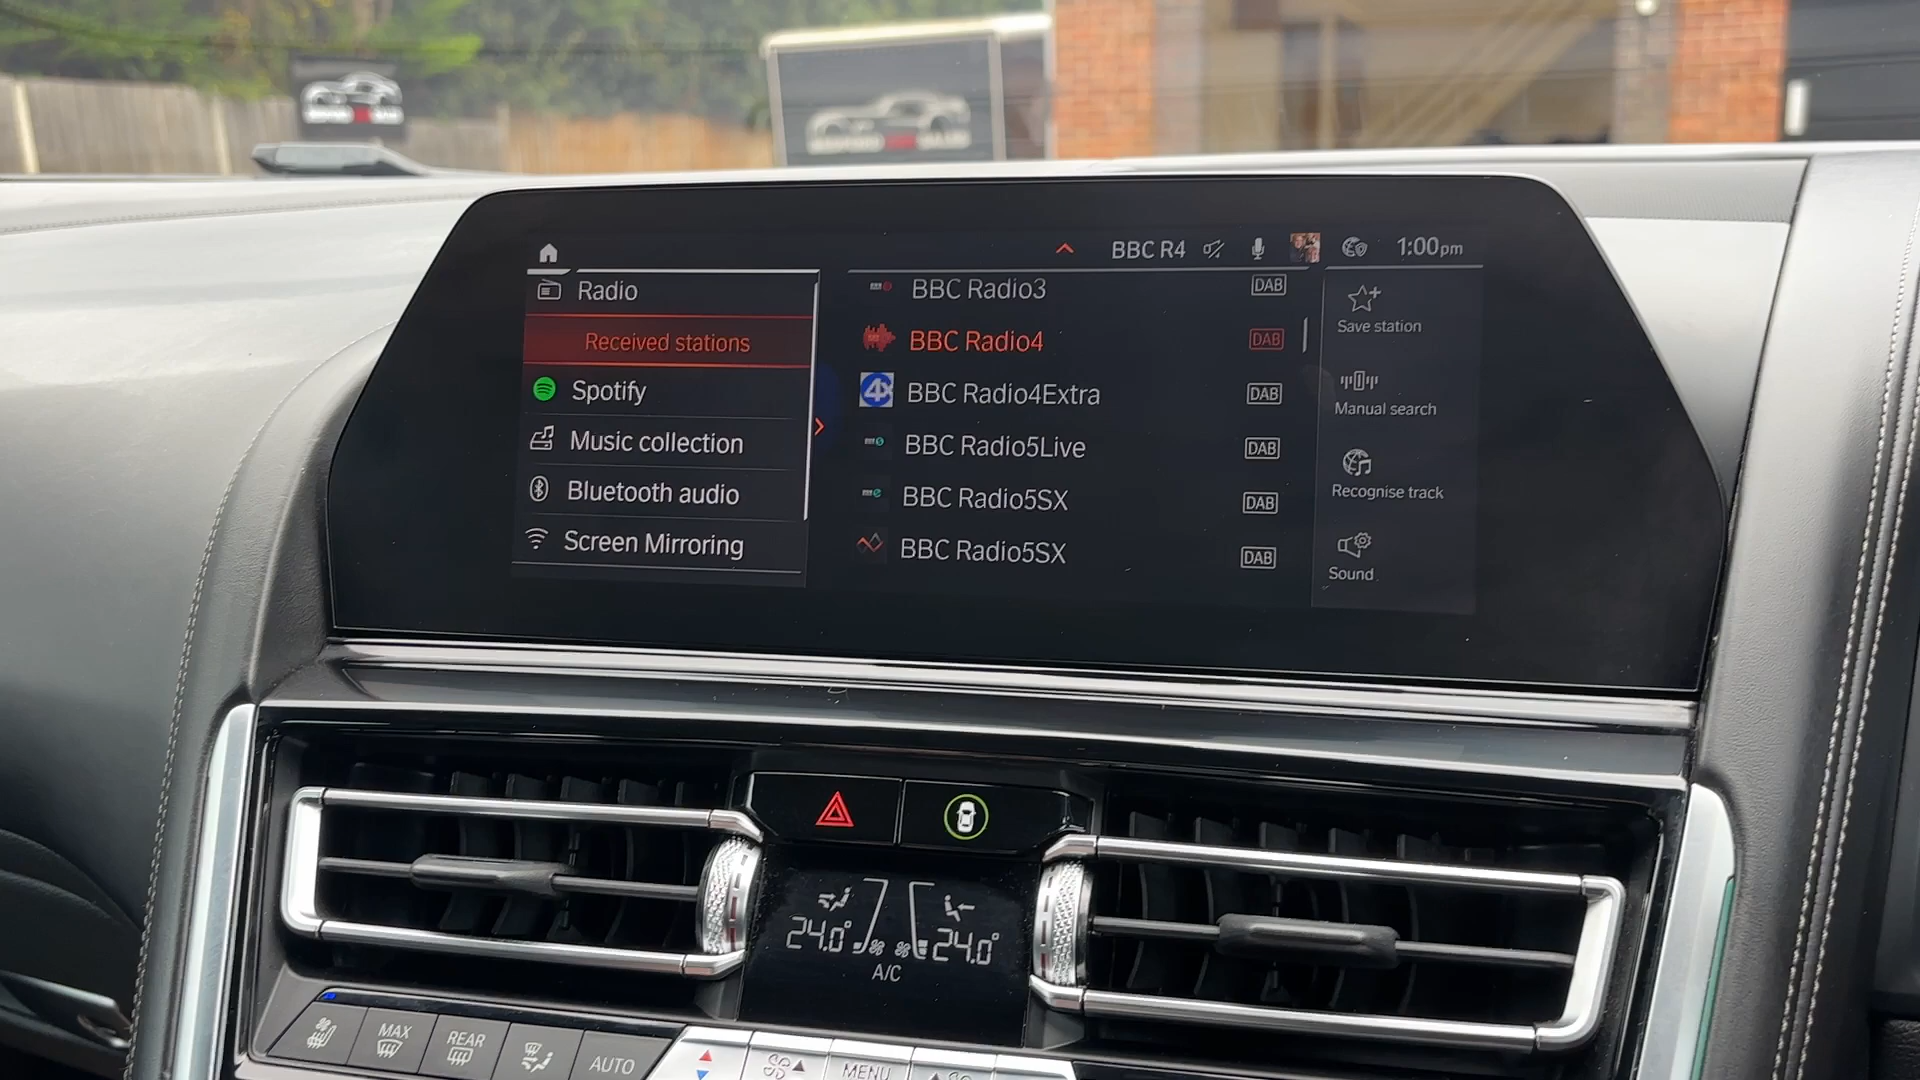 BBC R4
1:00pm
Radio
Received stations
Spotify
Music collection
Bluetooth audio
Screen Mirroring
BBC Radio3 DAB
BBC Radio4 DAB
BBC Radio4Extra DAB
BBC Radio5Live DAB
BBC Radio5SX DAB
BBC Radio5SX DAB
Save station
Manual search
Recognise track
Sound
24.0°
24.0°
A/C
MAX
REAR
AUTO
MENU